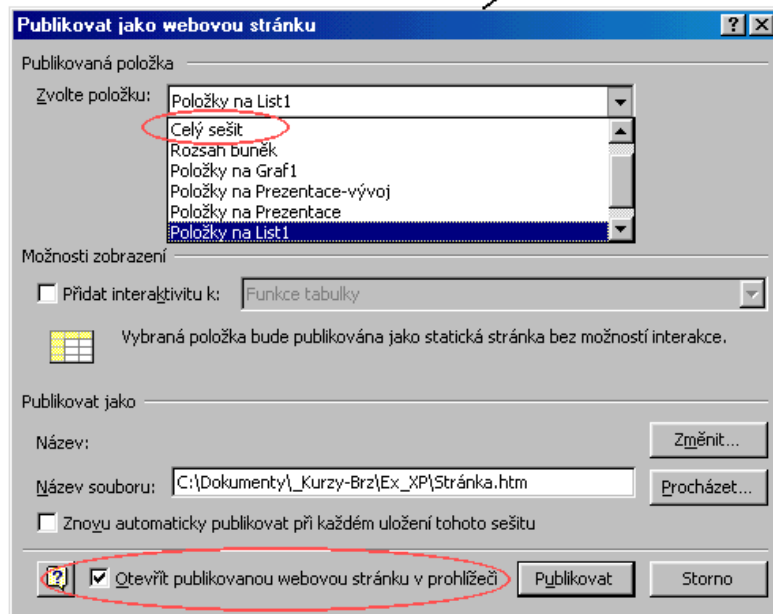 Publikovat jako webovou stránku
Publikovaná položka
Zvolte položku: Položky na List1
Celý sešit
Rozsah buněk
Položky na Graf1
Položky na Prezentace-vývoj
Položky na Prezentace
Položky na List1
Možnosti zobrazení
Přidat interaktivitu k: Funkce tabulky
Vybraná položka bude publikována jako statická stránka bez možností interakce.
Publikovat jako
Název: Změnit...
Název souboru: C:\Dokumenty\_Kurzy-Brz\Ex_XP\Stránka.htm Procházet...
Znovu automaticky publikovat při každém uložení tohoto sešitu
Otevřít publikovanou webovou stránku v prohlížeči Publikovat Storno